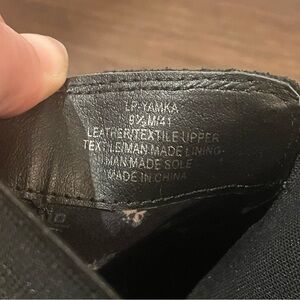 LP-YAMKA
9½M/41
LEATHER/TEXTILE UPPER
TEXTILE/MAN MADE LINING
MAN MADE SOLE
MADE IN CHINA